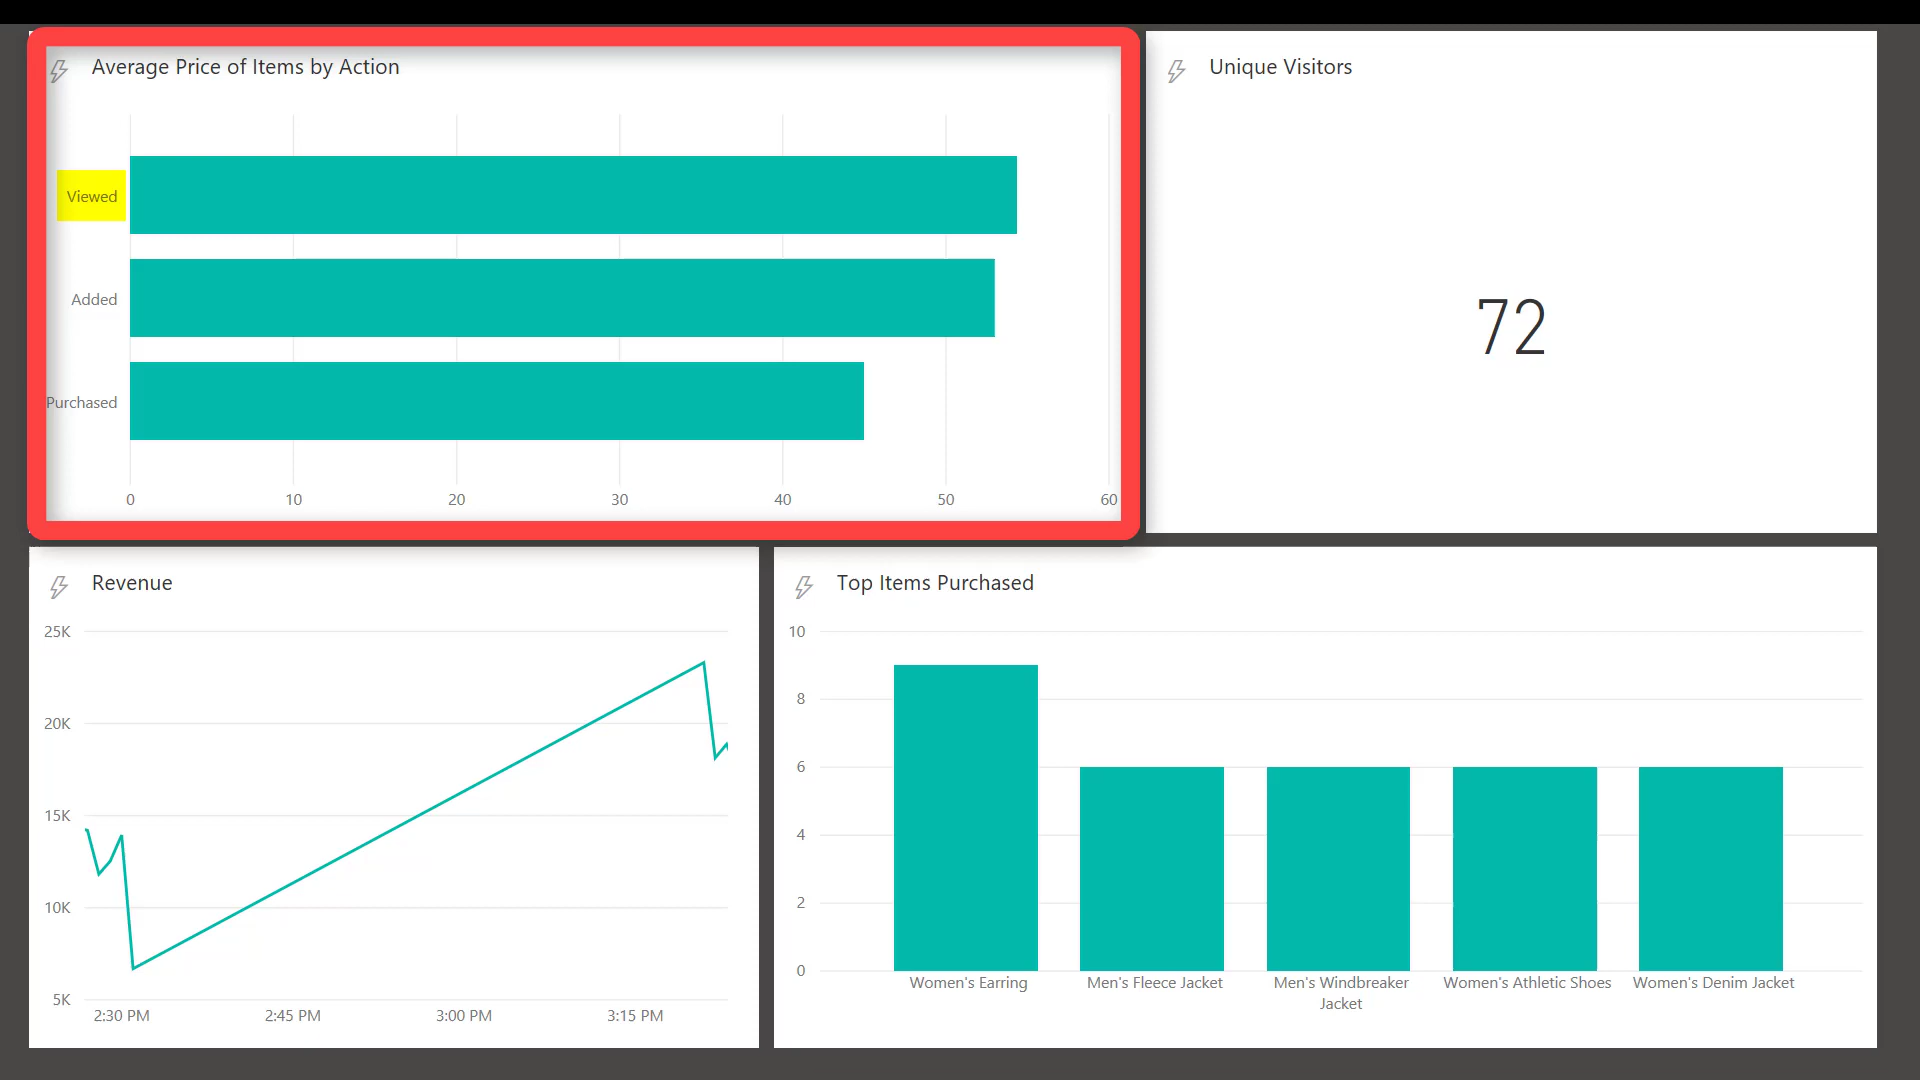 Average Price of Items by Action
Viewed
Added
Purchased
0 10 20 30 40 50 60
Unique Visitors
72
Revenue
25K
20K
15K
10K
5K
2:30 PM 2:45 PM 3:00 PM 3:15 PM
Top Items Purchased
10
8
6
4
2
0
Women's Earring Men's Fleece Jacket Men's Windbreaker Women's Athletic Shoes Women's Denim Jacket
Jacket